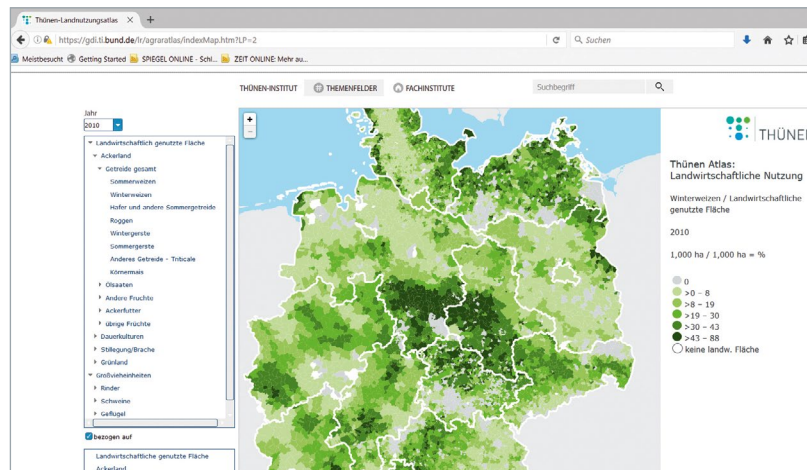 Thünen-Landnutzungsatlas
https://gdi.ti.bund.de/lr/agraratlas/indexMap.htm?LP=2
Suchen
Meistbesucht Getting Started SPIEGEL ONLINE - Schl... ZEIT ONLINE: Mehr au...
THÜNEN-INSTITUT THEMENFELDER FACHINSTITUTE Suchbegriff
Jahr
2010
Landwirtschaftlich genutzte Fläche
Ackerland
Getreide gesamt
Sommerweizen
Winterweizen
Hafer und andere Sommergetreide
Roggen
Wintergerste
Sommergerste
Anderes Getreide - Triticale
Körnermais
Ölsaaten
Andere Früchte
Ackerfutter
übrige Früchte
Dauerkulturen
Stillegung/Brache
Grünland
Großvieheinheiten
Rinder
Schweine
Geflügel
bezogen auf
Landwirtschaftliche genutzte Fläche
Ackerland
+
-
THÜNEN
Thünen Atlas:
Landwirtschaftliche Nutzung
Winterweizen / Landwirtschaftliche
genutzte Fläche
2010
1,000 ha / 1,000 ha = %
0
>0 – 8
>8 – 19
>19 – 30
>30 – 43
>43 – 88
keine landw. Fläche